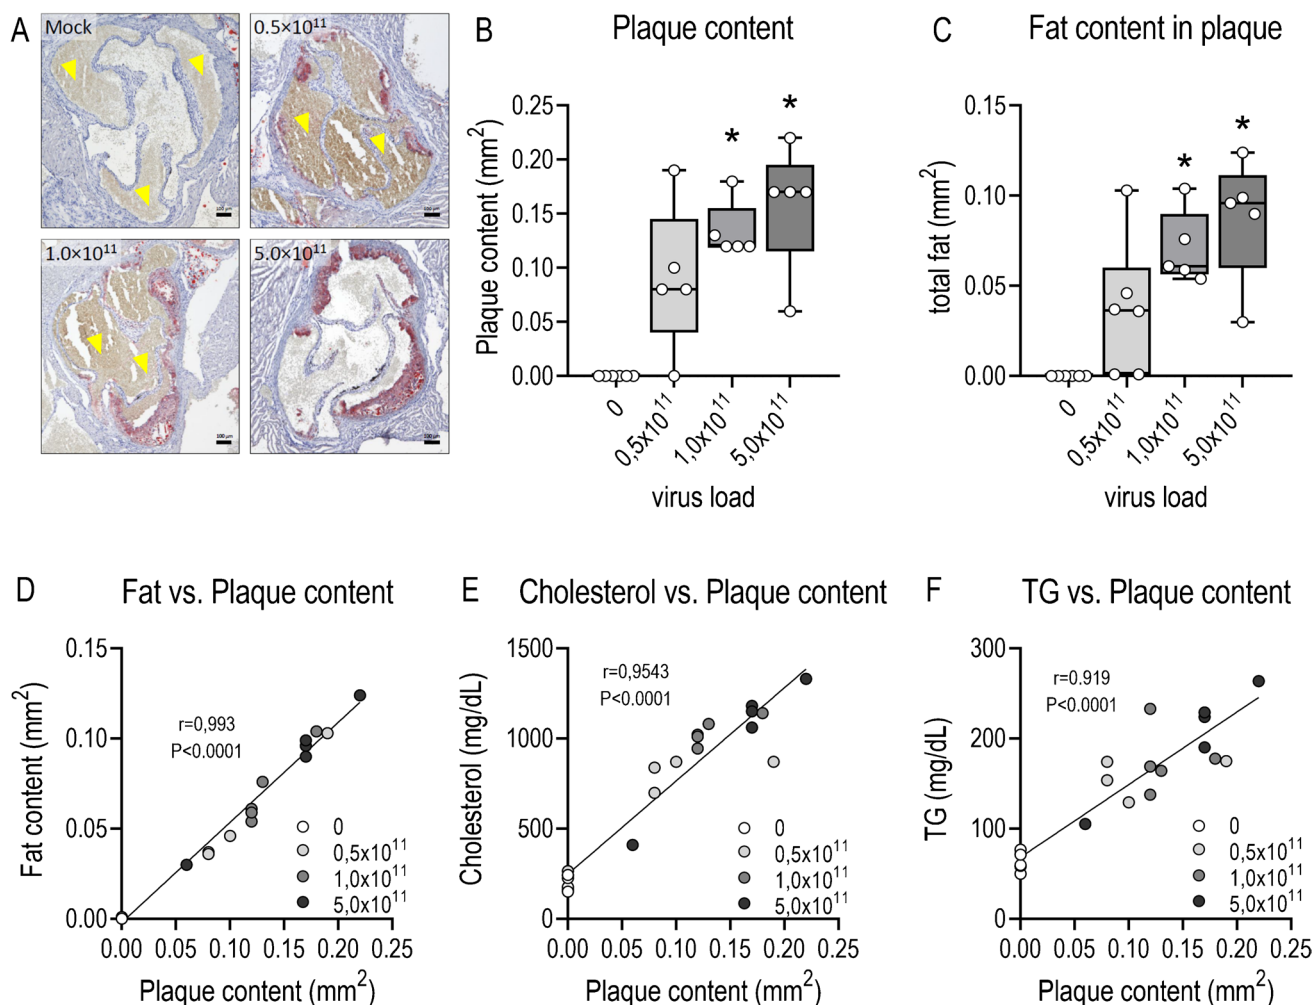 A
Mock
0.5×10¹¹
1.0×10¹¹
5.0×10¹¹
100 µm
100 µm
100 µm
100 µm
B
Plaque content
Plaque content (mm²)
0.25
0.20
0.15
0.10
0.05
0.00
*
*
0
0,5x10¹¹
1,0x10¹¹
5,0x10¹¹
virus load
C
Fat content in plaque
total fat (mm²)
0.15
0.10
0.05
0.00
*
*
0
0,5x10¹¹
1,0x10¹¹
5,0x10¹¹
virus load
D
Fat vs. Plaque content
Fat content (mm²)
0.15
0.10
0.05
0.00
r=0,993
P<0.0001
0
0,5x10¹¹
1,0x10¹¹
5,0x10¹¹
0.00 0.05 0.10 0.15 0.20 0.25
Plaque content (mm²)
E
Cholesterol vs. Plaque content
Cholesterol (mg/dL)
1500
1000
500
0
r=0,9543
P<0.0001
0
0,5x10¹¹
1,0x10¹¹
5,0x10¹¹
0.00 0.05 0.10 0.15 0.20 0.25
Plaque content (mm²)
F
TG vs. Plaque content
TG (mg/dL)
300
200
100
0
r=0.919
P<0.0001
0
0,5x10¹¹
1,0x10¹¹
5,0x10¹¹
0.00 0.05 0.10 0.15 0.20 0.25
Plaque content (mm²)